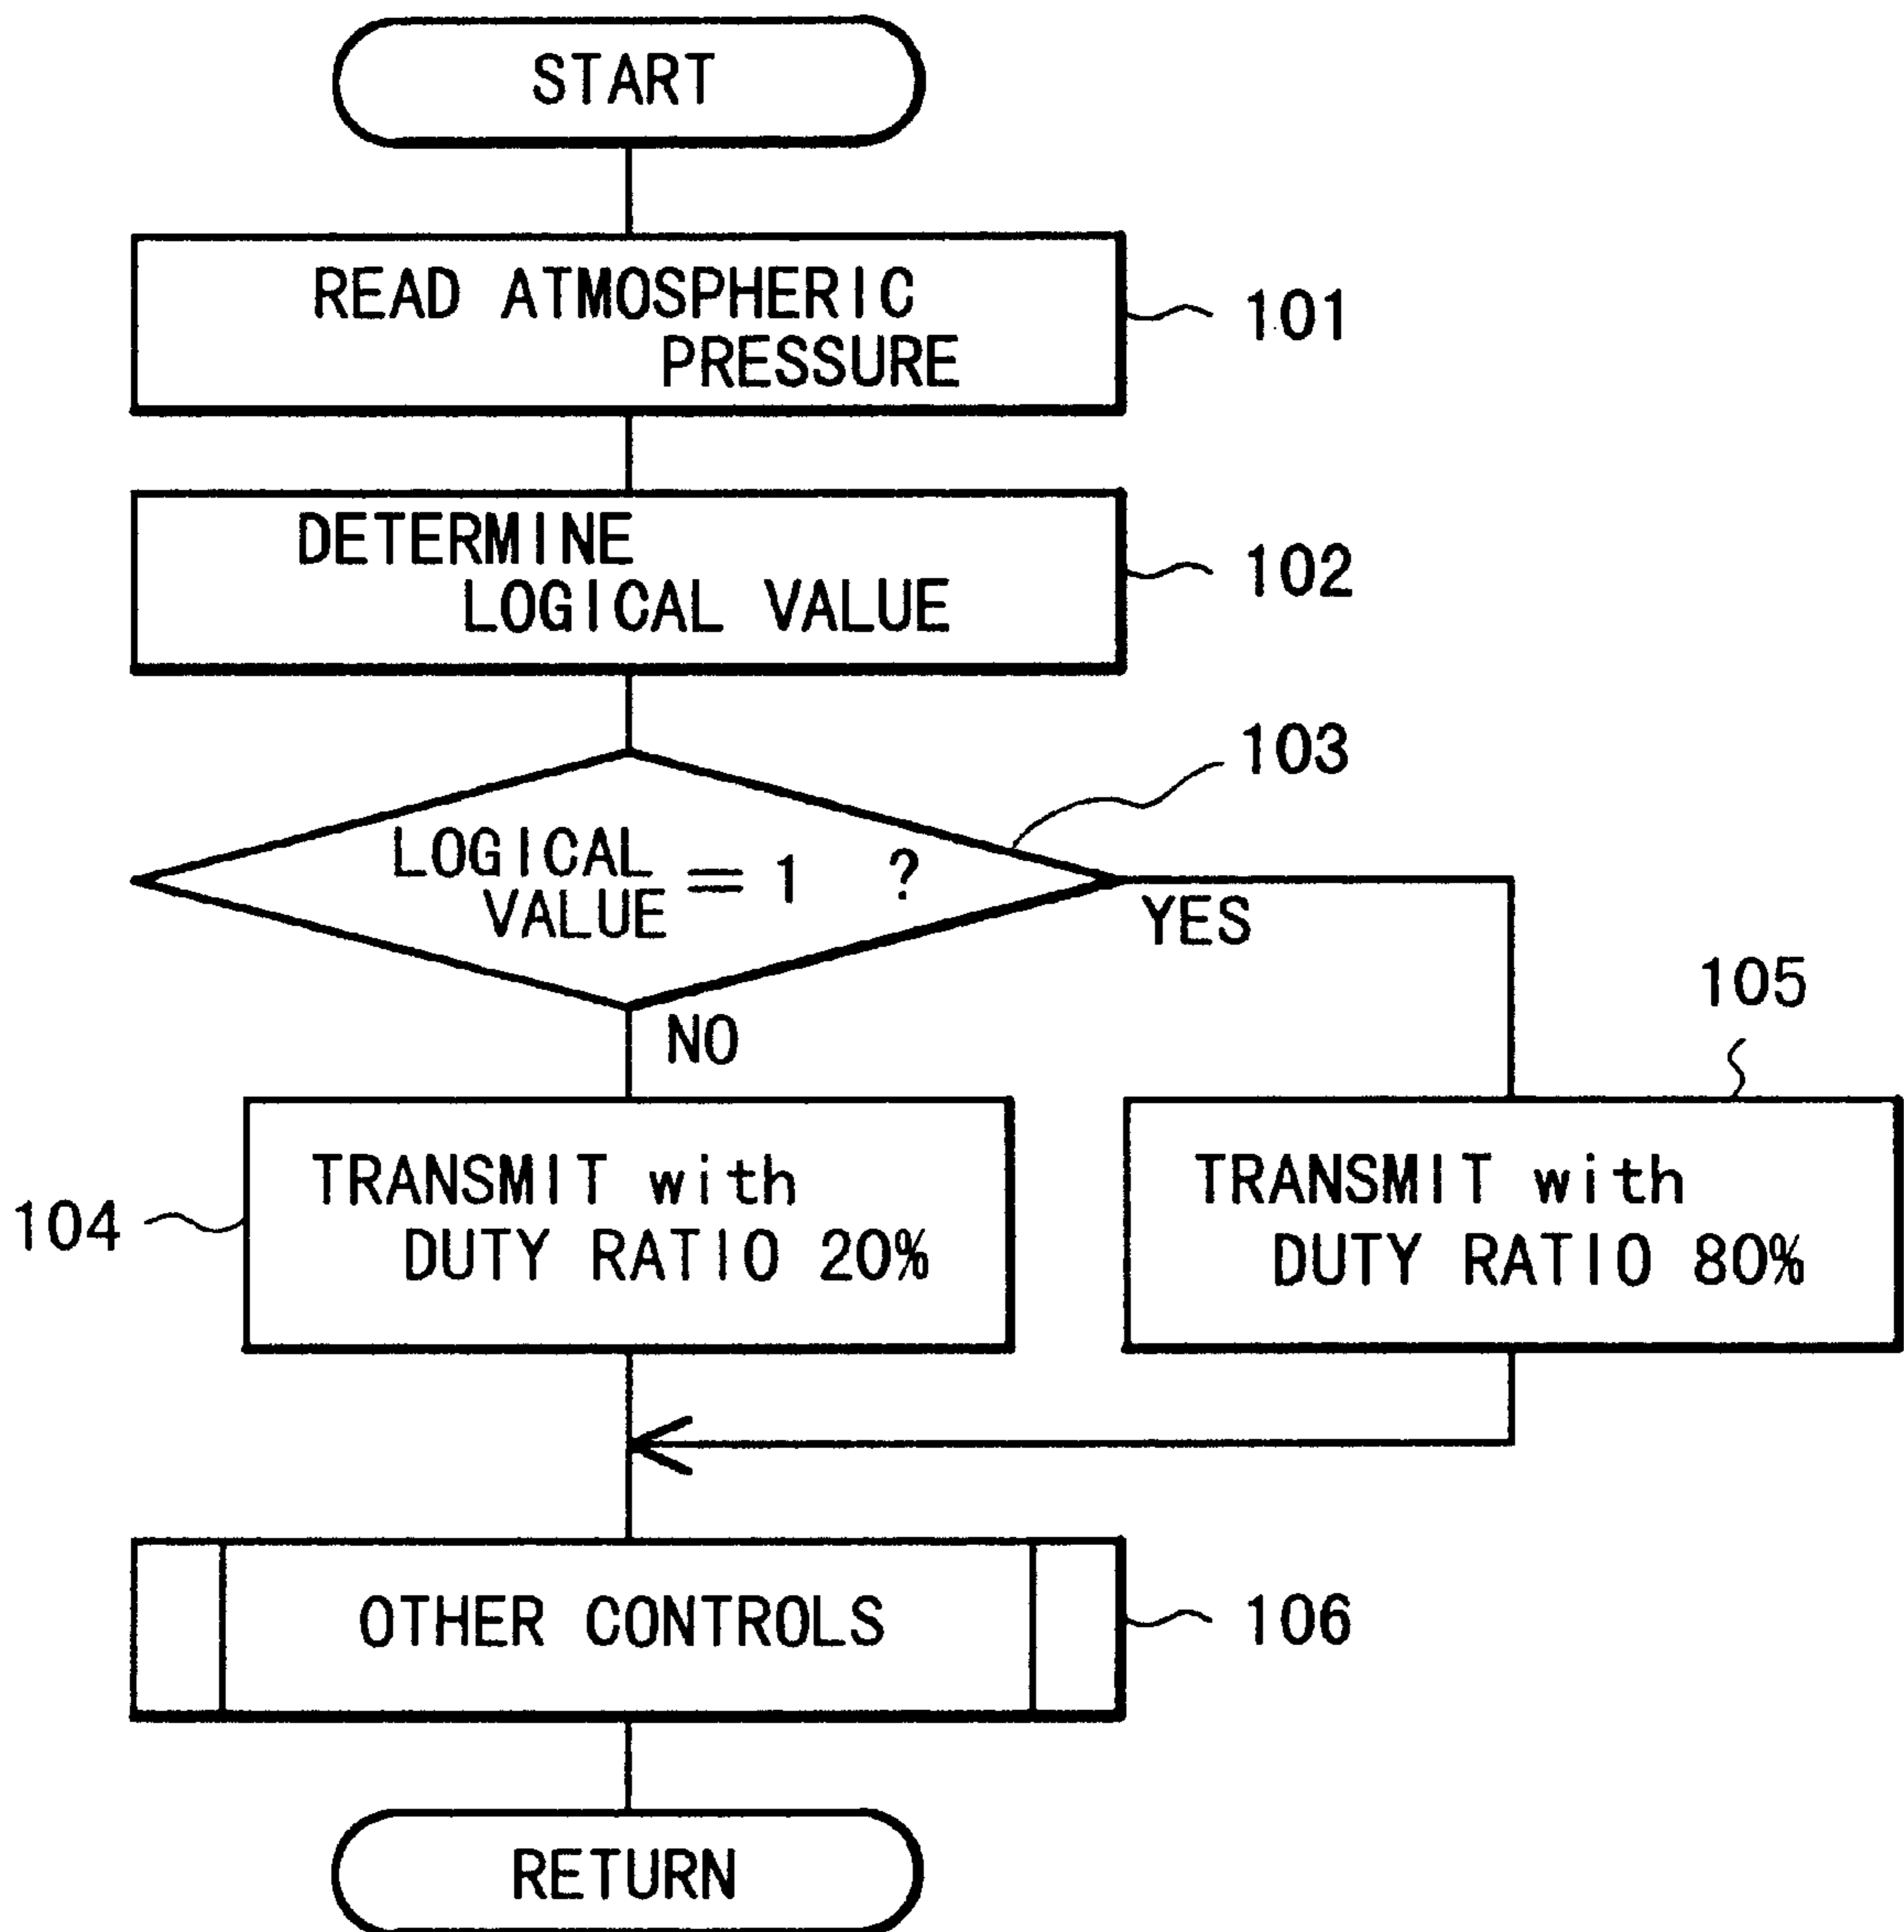 START
READ ATMOSPHERIC
PRESSURE
101
DETERMINE
LOGICAL VALUE
102
103
LOGICAL
VALUE = 1 ?
YES
NO
105
104
TRANSMIT with
DUTY RATIO 20%
TRANSMIT with
DUTY RATIO 80%
OTHER CONTROLS
106
RETURN